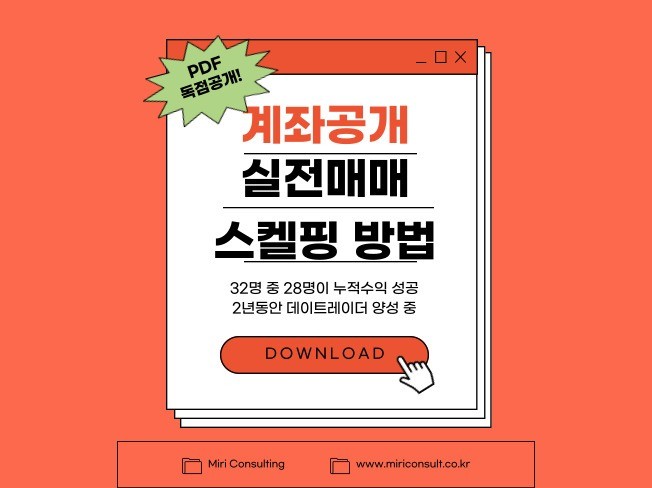 PDF
독점공개!
계좌공개
실전매매
스켈핑 방법
32명 중 28명이 누적수익 성공
2년동안 데이트레이더 양성 중
DOWNLOAD
Miri Consulting
www.miriconsult.co.kr